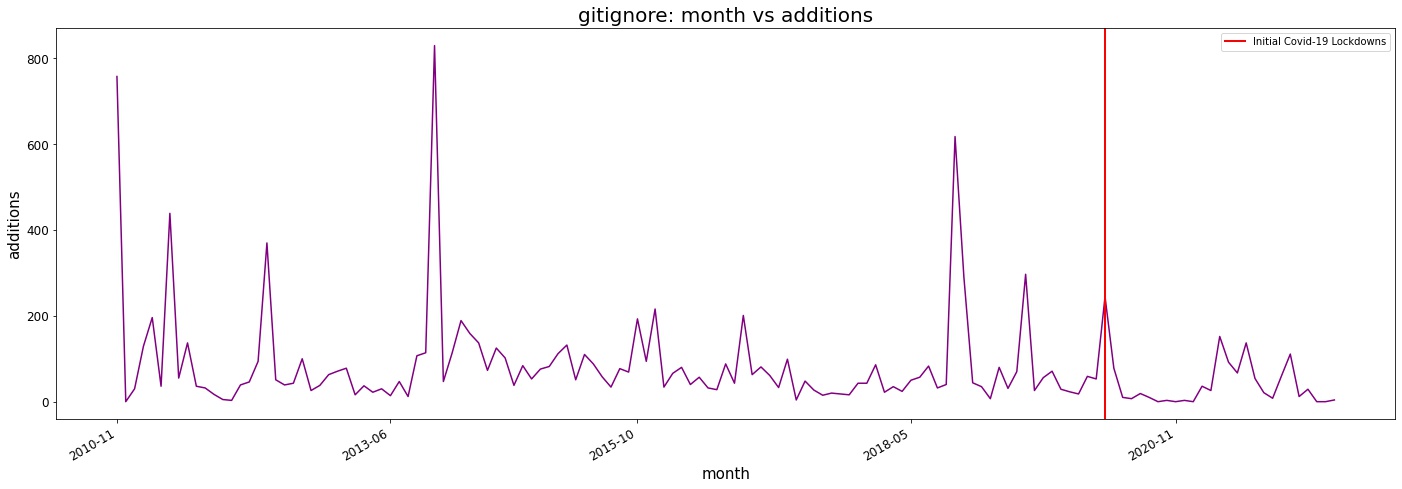 gitignore: month vs additions
Initial Covid-19 Lockdowns
800
600
400
200
0
additions
2010-11
2013-06
2015-10
2018-05
2020-11
month